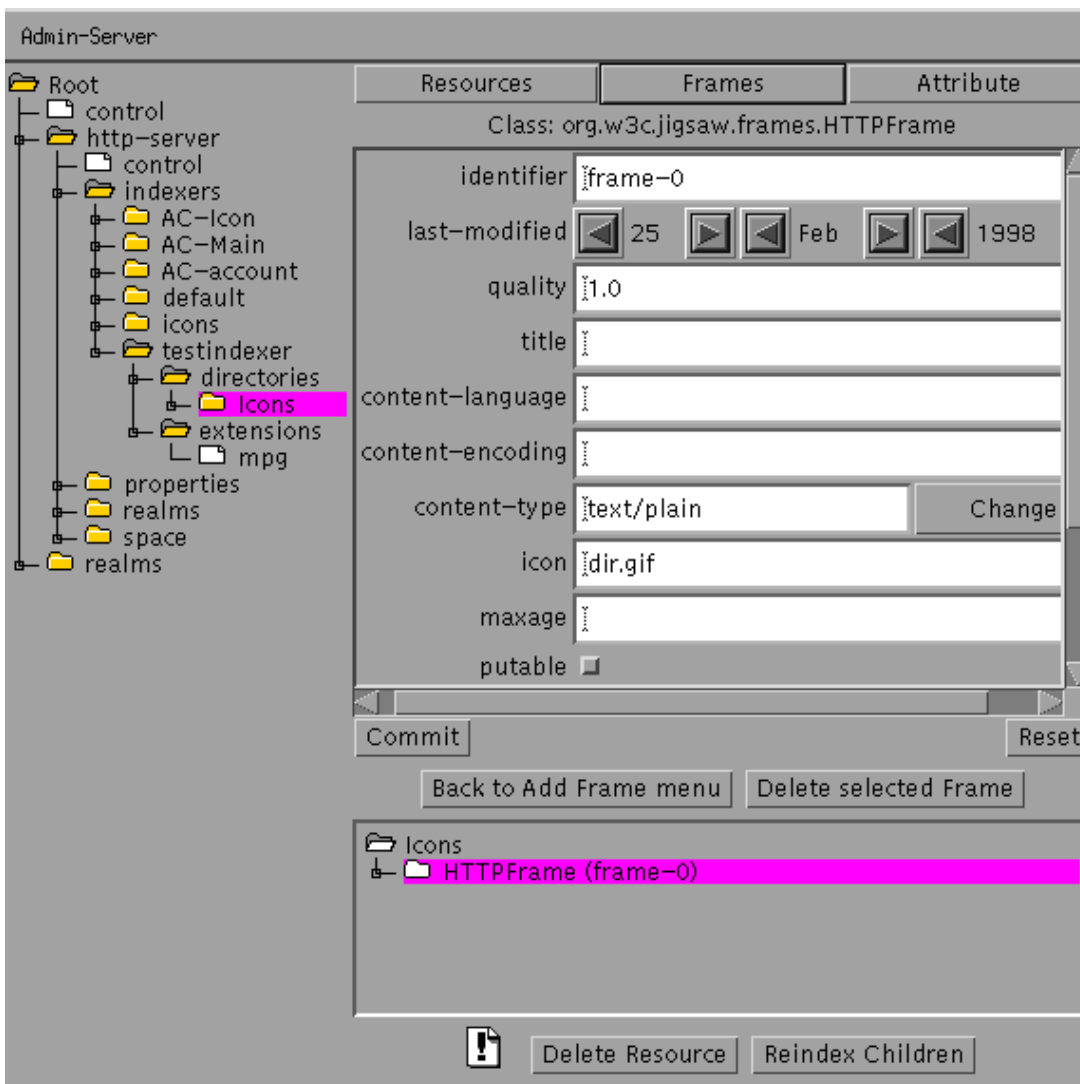 Admin-Server
Root
control
http-server
control
indexers
AC-Icon
AC-Main
AC-account
default
icons
testindexer
directories
Icons
extensions
mpg
properties
realms
space
realms
Resources Frames Attribute
Class: org.w3c.jigsaw.frames.HTTPFrame
identifier frame-0
last-modified 25 Feb 1998
quality 1.0
title
content-language
content-encoding
content-type text/plain Change
icon dir.gif
maxage
putable
Commit Reset
Back to Add Frame menu Delete selected Frame
Icons
HTTPFrame (frame-0)
Delete Resource Reindex Children